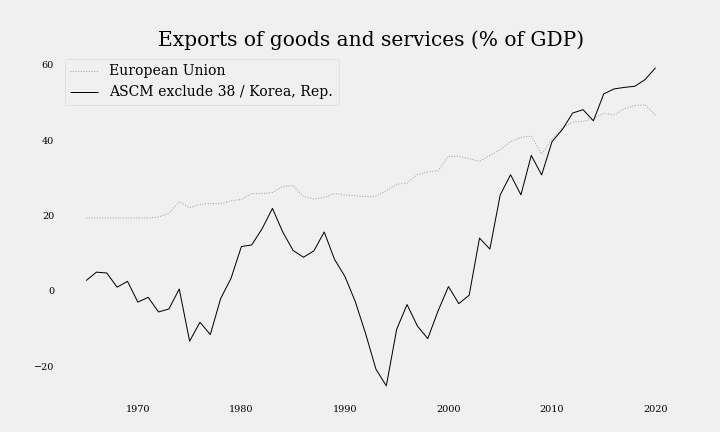 Exports of goods and services (% of GDP)
European Union
ASCM exclude 38 / Korea, Rep.
60
40
20
0
−20
1970 1980 1990 2000 2010 2020